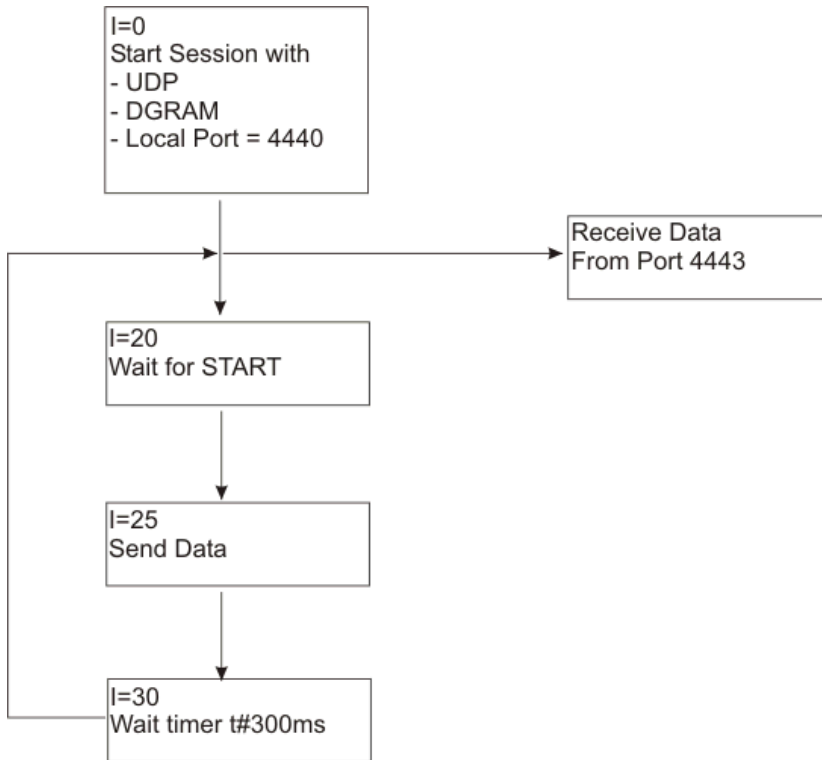 I=0
Start Session with
- UDP
- DGRAM
- Local Port = 4440
Receive Data
From Port 4443
I=20
Wait for START
I=25
Send Data
I=30
Wait timer t#300ms